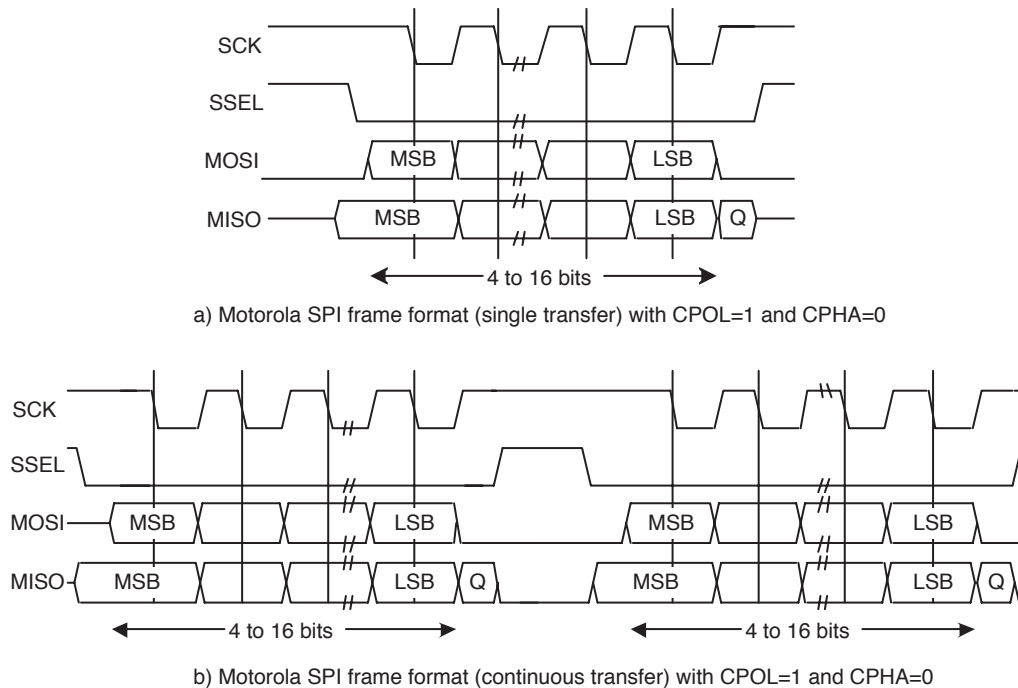 SCK
SSEL
MOSI MSB LSB
MISO MSB LSB Q
4 to 16 bits
a) Motorola SPI frame format (single transfer) with CPOL=1 and CPHA=0
SCK
SSEL
MOSI MSB LSB MSB LSB
MISO MSB LSB Q MSB LSB Q
4 to 16 bits 4 to 16 bits
b) Motorola SPI frame format (continuous transfer) with CPOL=1 and CPHA=0